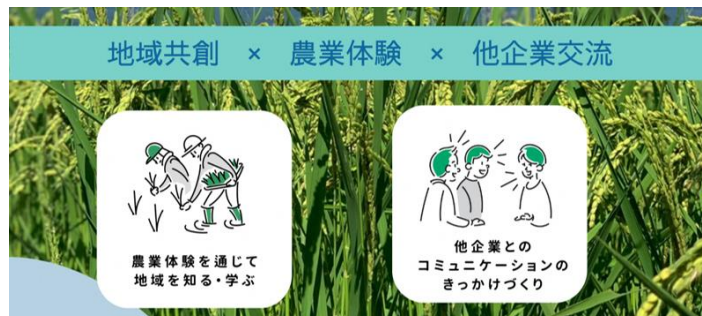 地域共創 × 農業体験 × 他企業交流
農業体験を通じて
地域を知る・学ぶ
他企業との
コミュニケーションの
きっかけづくり